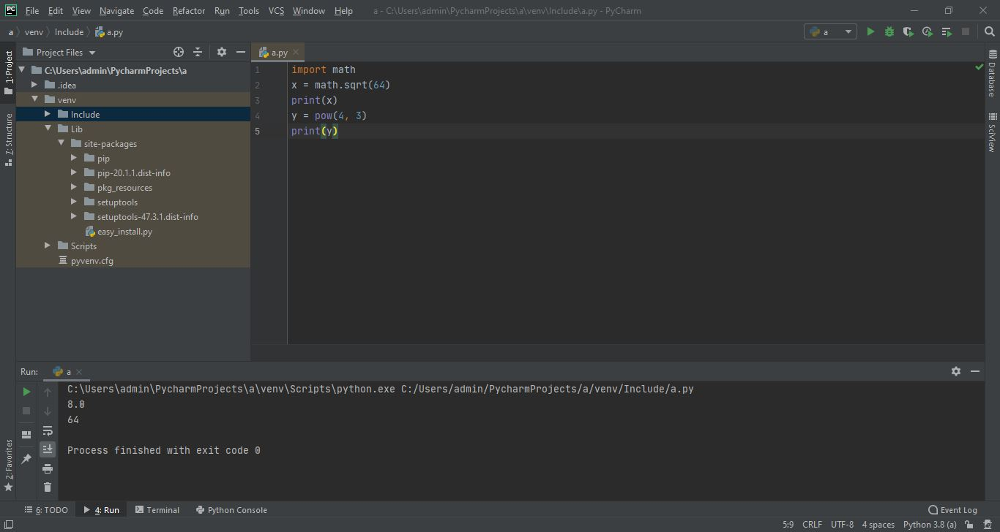 PC File Edit View Navigate Code Refactor Run Tools VCS Window Help a - C:\Users\admin\PycharmProjects\a\venv\Include\a.py - PyCharm
a venv Include a.py
a
1: Project
7: Structure
2: Favorites
Project Files
C:\Users\admin\PycharmProjects\a
.idea
venv
Include
Lib
site-packages
pip
pip-20.1.1.dist-info
pkg_resources
setuptools
setuptools-47.3.1.dist-info
easy_install.py
Scripts
pyvenv.cfg
a.py
1 import math
2 x = math.sqrt(64)
3 print(x)
4 y = pow(4, 3)
5 print(y)
Database
SciView
Run: a
C:\Users\admin\PycharmProjects\a\venv\Scripts\python.exe C:/Users/admin/PycharmProjects/a/venv/Include/a.py
8.0
64
Process finished with exit code 0
6: TODO 4: Run Terminal Python Console Event Log
5:9 CRLF UTF-8 4 spaces Python 3.8 (a)